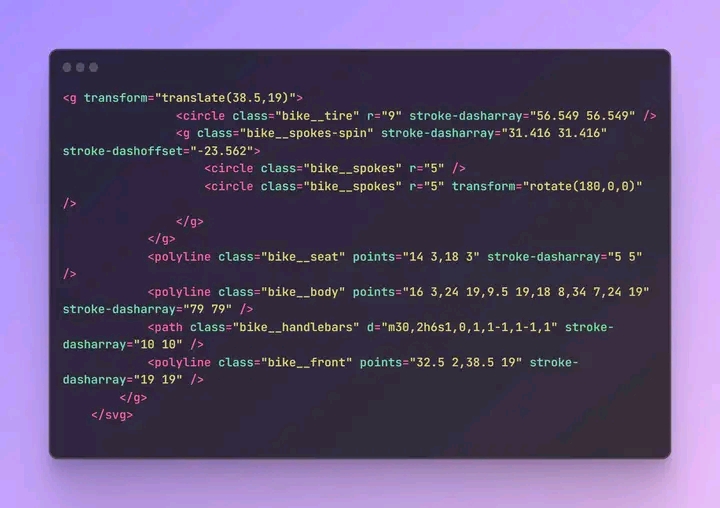 <g transform="translate(38.5,19)">
<circle class="bike__tire" r="9" stroke-dasharray="56.549 56.549" />
<g class="bike__spokes-spin" stroke-dasharray="31.416 31.416"
stroke-dashoffset="-23.562">
<circle class="bike__spokes" r="5" />
<circle class="bike__spokes" r="5" transform="rotate(180,0,0)"
/>
</g>
</g>
<polyline class="bike__seat" points="14 3,18 3" stroke-dasharray="5 5"
/>
<polyline class="bike__body" points="16 3,24 19,9.5 19,18 8,34 7,24 19"
stroke-dasharray="79 79" />
<path class="bike__handlebars" d="m30,2h6s1,0,1,1-1,1-1,1" stroke-
dasharray="10 10" />
<polyline class="bike__front" points="32.5 2,38.5 19" stroke-
dasharray="19 19" />
</g>
</svg>